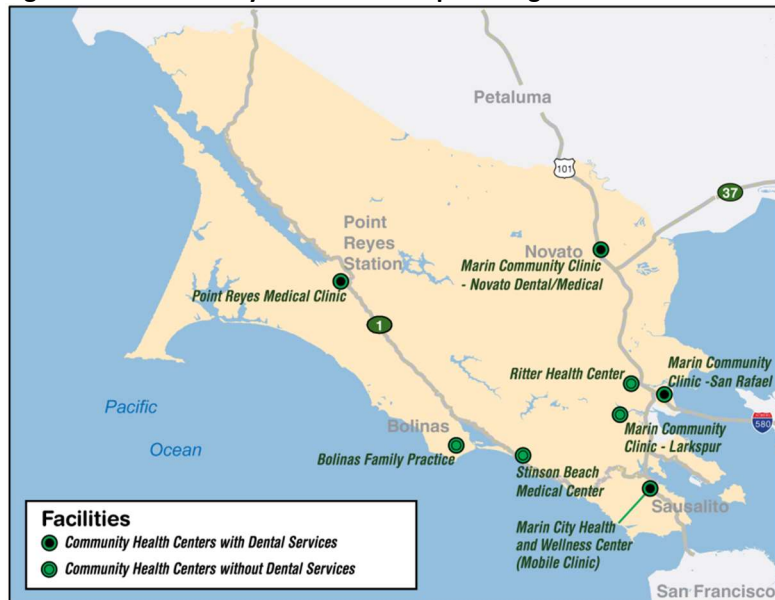 Petaluma
101
37
Point
Reyes
Station
Novato
Marin Community Clinic
- Novato Dental/Medical
Point Reyes Medical Clinic
1
Ritter Health Center
Marin Community
Clinic -San Rafael
Pacific
Ocean
580
Bolinas
Marin Community
Clinic - Larkspur
Bolinas Family Practice
Stinson Beach
Medical Center
Sausalito
Marin City Health
and Wellness Center
(Mobile Clinic)
San Francisco
Facilities
Community Health Centers with Dental Services
Community Health Centers without Dental Services